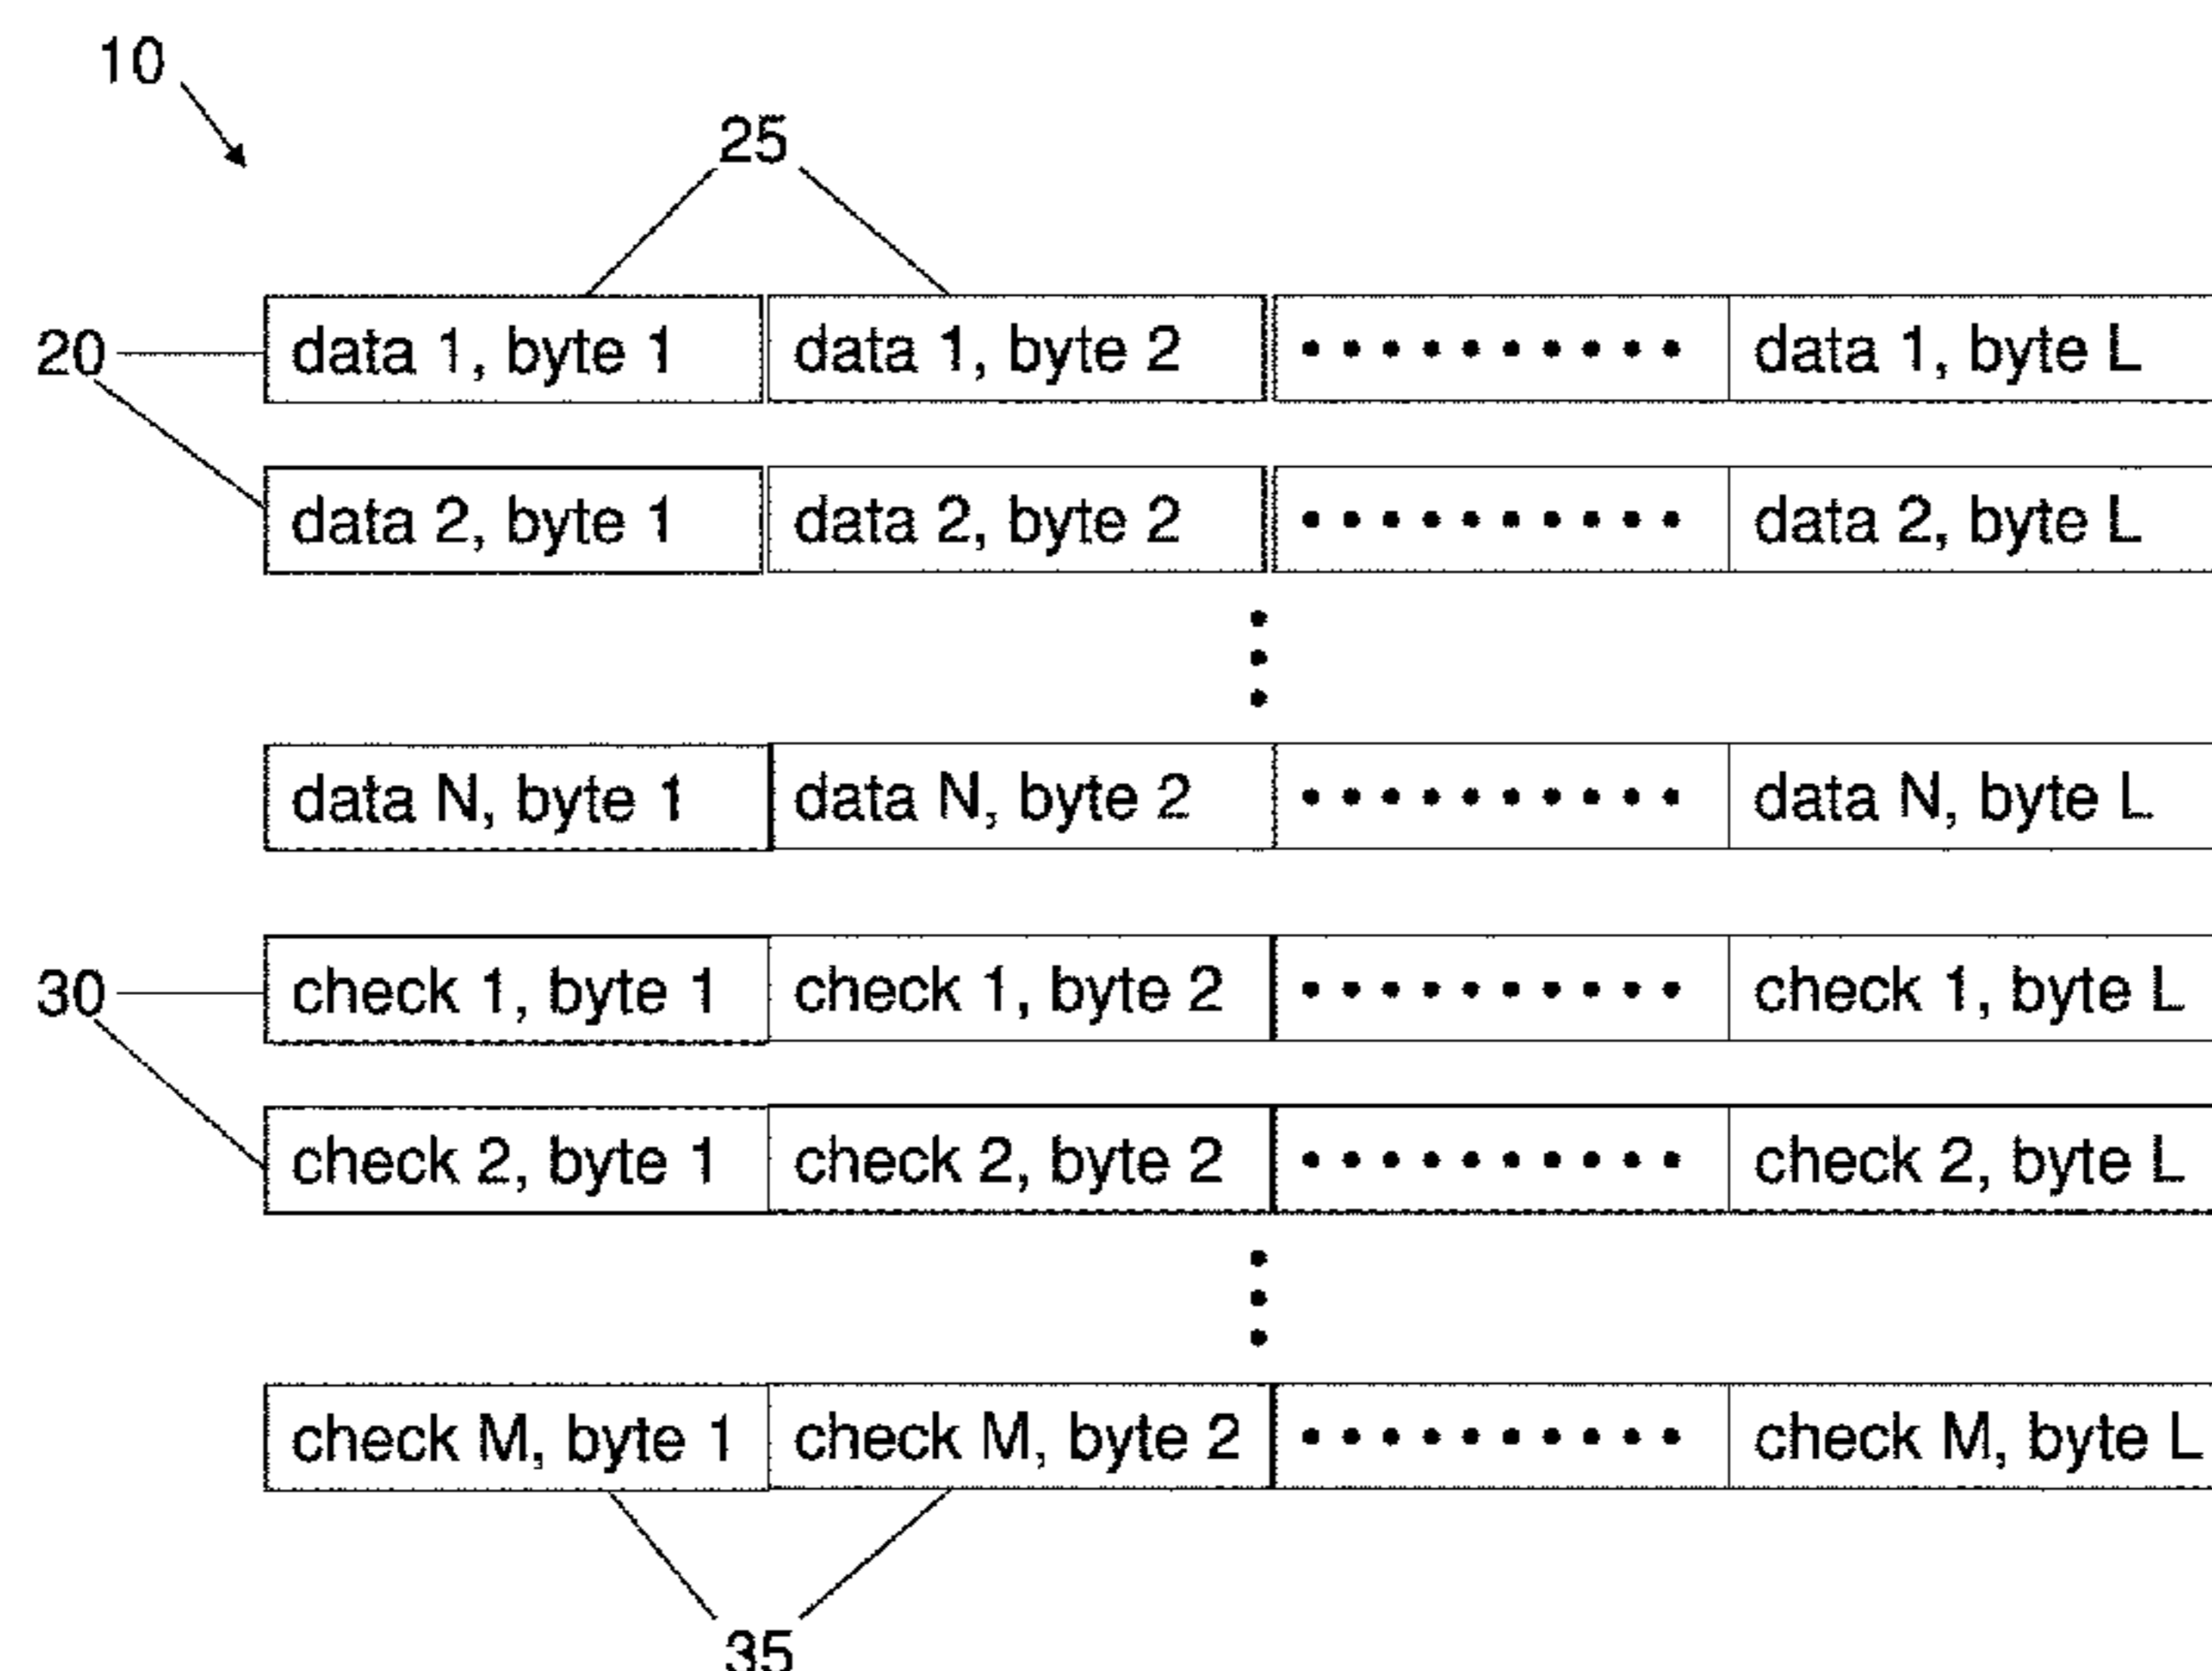 10
25
20 data 1, byte 1 data 1, byte 2 •••••••••• data 1, byte L
data 2, byte 1 data 2, byte 2 •••••••••• data 2, byte L
data N, byte 1 data N, byte 2 •••••••••• data N, byte L
30 check 1, byte 1 check 1, byte 2 •••••••••• check 1, byte L
check 2, byte 1 check 2, byte 2 •••••••••• check 2, byte L
check M, byte 1 check M, byte 2 •••••••••• check M, byte L
35